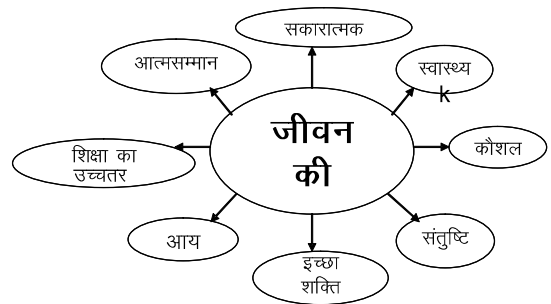 सकारात्मक
आत्मसम्मान
स्वास्थ्य
k
जीवन
की
शिक्षा का
उच्चतर
कौशल
आय
संतुष्टि
इच्छा
शक्ति